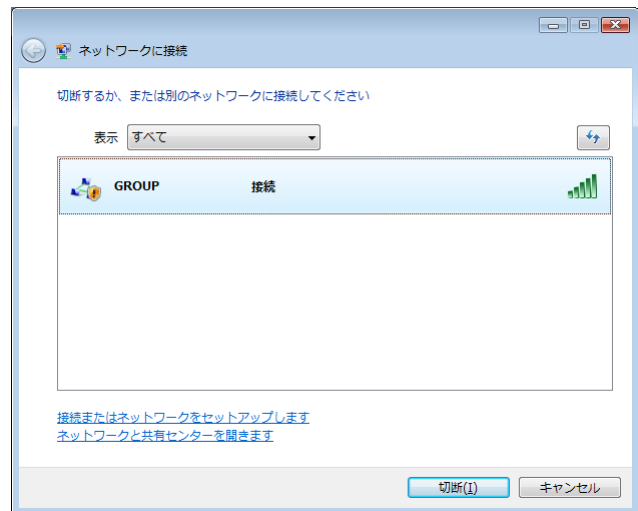 ネットワークに接続
切断するか、または別のネットワークに接続してください
表示 すべて
GROUP 接続
接続またはネットワークをセットアップします
ネットワークと共有センターを開きます
切断(I) キャンセル